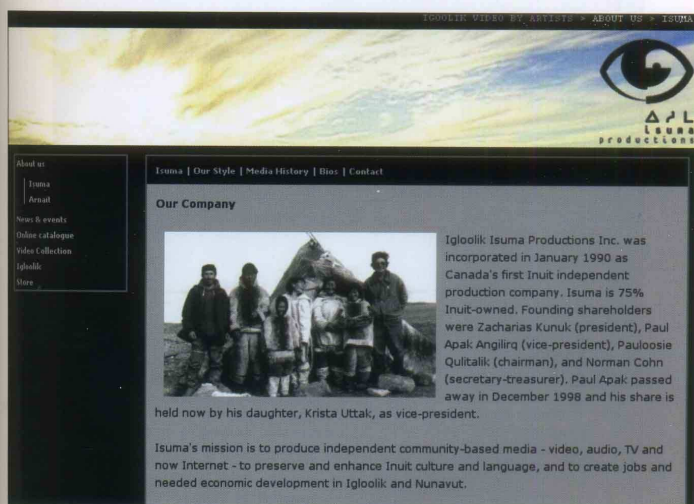 IGOOLIK VIDEO BY ARTISTS > ABOUT US > ISUMA
ᐃᓱᒪ
isuma
productions
About us
Isuma
Arnait
News & events
Online catalogue
Video Collection
Igloolik
Store
Isuma | Our Style | Media History | Bios | Contact
Our Company
Igloolik Isuma Productions Inc. was
incorporated in January 1990 as
Canada's first Inuit independent
production company. Isuma is 75%
Inuit-owned. Founding shareholders
were Zacharias Kunuk (president), Paul
Apak Angilirq (vice-president), Pauloosie
Qulitalik (chairman), and Norman Cohn
(secretary-treasurer). Paul Apak passed
away in December 1998 and his share is
held now by his daughter, Krista Uttak, as vice-president.
Isuma's mission is to produce independent community-based media - video, audio, TV and
now Internet - to preserve and enhance Inuit culture and language, and to create jobs and
needed economic development in Igloolik and Nunavut.